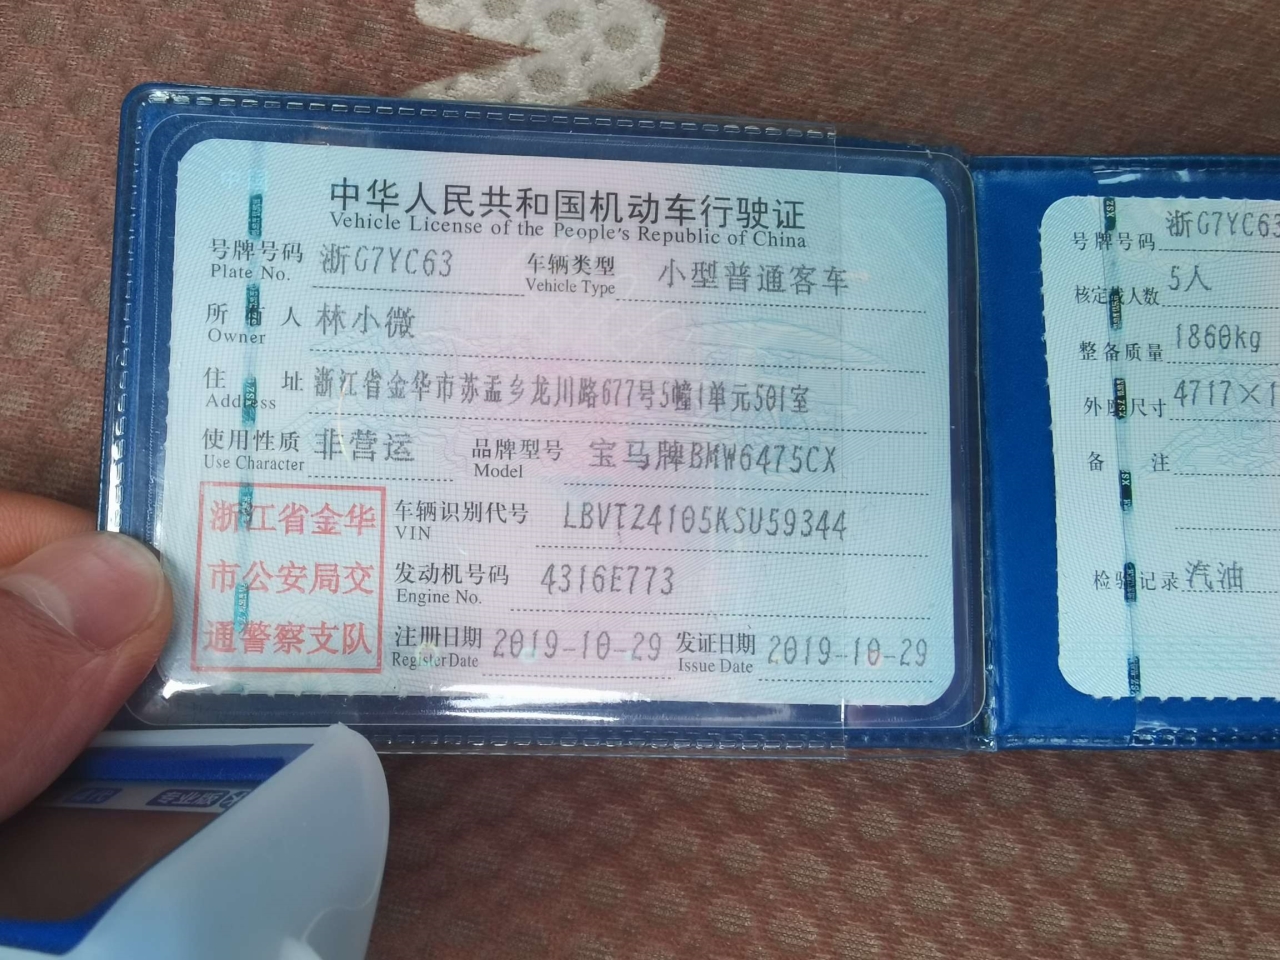 中华人民共和国机动车行驶证
Vehicle License of the People's Republic of China
号牌号码 浙G7YC63 车辆类型 小型普通客车
Plate No. Vehicle Type
所有人 林小微
Owner
住址 浙江省金华市苏孟乡龙川路677号5幢1单元501室
Address
使用性质 非营运 品牌型号 宝马牌BMW6475CX
Use Character Model
浙江省金华
市公安局交
通警察支队
车辆识别代号 LBVTZ4105KSU59344
VIN
发动机号码 4316E773
Engine No.
注册日期 2019-10-29 发证日期 2019-10-29
Register Date Issue Date
号牌号码 浙G7YC63
核定载人数 5人
整备质量 1860kg
外廓尺寸 4717×1
备注
检验记录 汽油